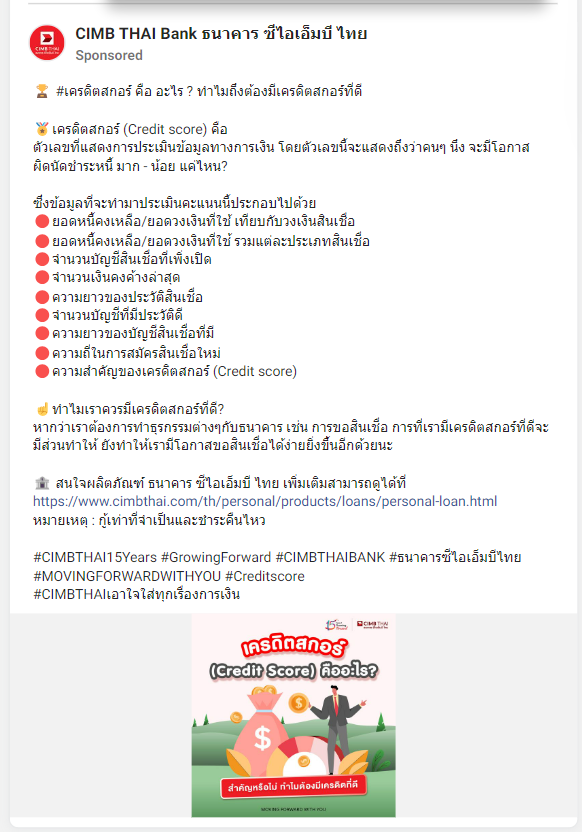 CIMB THAI Bank ธนาคาร ซีไอเอ็มบี ไทย
Sponsored
🏆 #เครดิตสกอร์ คือ อะไร ? ทำไมถึงต้องมีเครดิตสกอร์ที่ดี
🏅เครดิตสกอร์ (Credit score) คือ
ตัวเลขที่แสดงการประเมินข้อมูลทางการเงิน โดยตัวเลขนี้จะแสดงถึงว่าคนๆ นึง จะมีโอกาส
ผิดนัดชำระหนี้ มาก - น้อย แค่ไหน?
ซึ่งข้อมูลที่จะทำมาประเมินคะแนนนี้ประกอบไปด้วย
🔴ยอดหนี้คงเหลือ/ยอดวงเงินที่ใช้ เทียบกับวงเงินสินเชื่อ
🔴ยอดหนี้คงเหลือ/ยอดวงเงินที่ใช้ รวมแต่ละประเภทสินเชื่อ
🔴จำนวนบัญชีสินเชื่อที่เพิ่งเปิด
🔴จำนวนเงินคงค้างล่าสุด
🔴ความยาวของประวัติสินเชื่อ
🔴จำนวนบัญชีที่มีประวัติดี
🔴ความยาวของบัญชีสินเชื่อที่มี
🔴ความถี่ในการสมัครสินเชื่อใหม่
🔴ความสำคัญของเครดิตสกอร์ (Credit score)
☝️ทำไมเราควรมีเครดิตสกอร์ที่ดี?
หากว่าเราต้องการทำธุรกรรมต่างๆกับธนาคาร เช่น การขอสินเชื่อ การที่เรามีเครดิตสกอร์ที่ดีจะ
มีส่วนทำให้ ยังทำให้เรามีโอกาสขอสินเชื่อได้ง่ายยิ่งขึ้นอีกด้วยนะ
🏦 สนใจผลิตภัณฑ์ ธนาคาร ซีไอเอ็มบี ไทย เพิ่มเติมสามารถดูได้ที่
https://www.cimbthai.com/th/personal/products/loans/personal-loan.html
หมายเหตุ : กู้เท่าที่จำเป็นและชำระคืนไหว
#CIMBTHAI15Years #GrowingForward #CIMBTHAIBANK #ธนาคารซีไอเอ็มบีไทย
#MOVINGFORWARDWITHYOU #Creditscore
#CIMBTHAIเอาใจใส่ทุกเรื่องการเงิน
CIMB THAI
เครดิตสกอร์
(Credit Score) คืออะไร?
สำคัญหรือไม่ ทำไมต้องมีเครดิตที่ดี
MOVING FORWARD WITH YOU